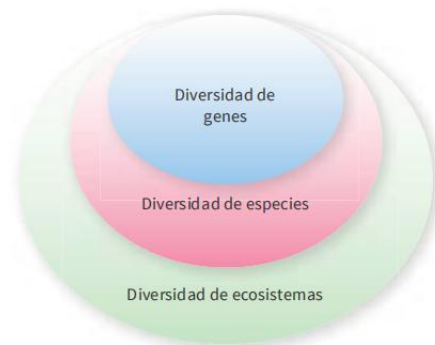 Diversidad de
genes
Diversidad de especies
Diversidad de ecosistemas